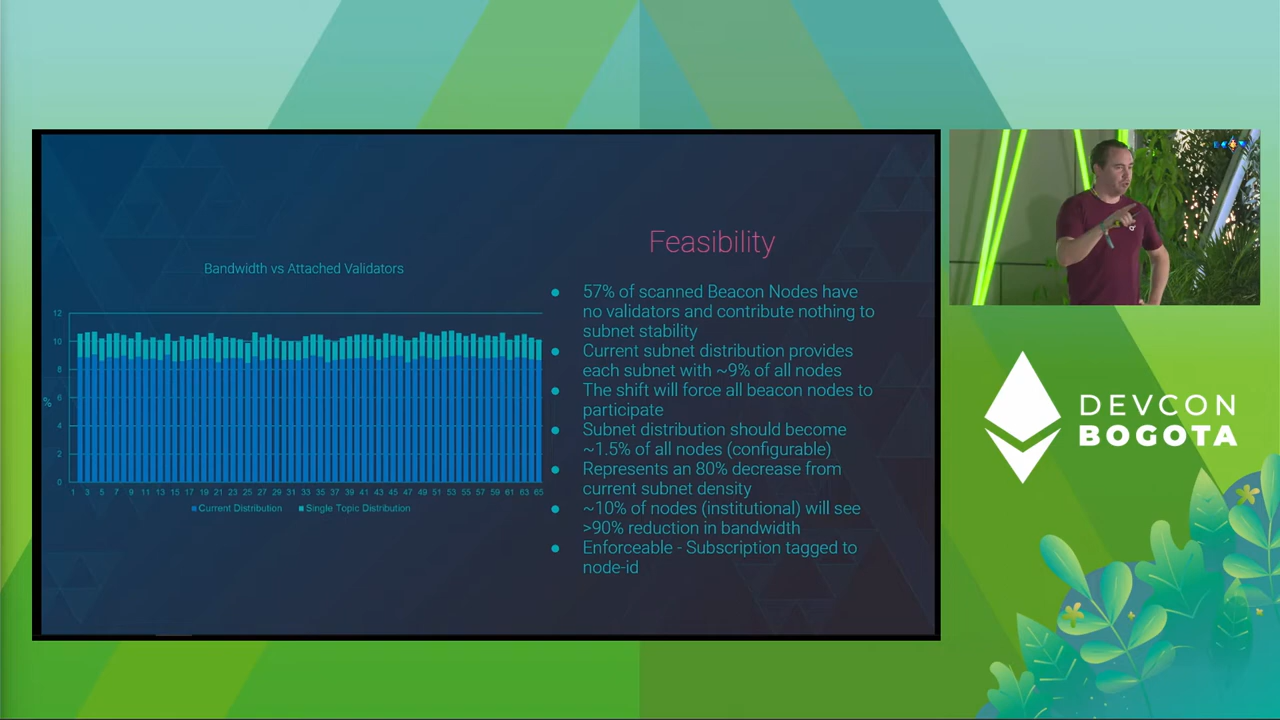 Feasibility
Bandwidth vs Attached Validators
%
12
10
8
6
4
2
0
1 3 5 7 9 11 13 15 17 19 21 23 25 27 29 31 33 35 37 39 41 43 45 47 49 51 53 55 57 59 61 63 65
Current Distribution Single Topic Distribution
● 57% of scanned Beacon Nodes have
no validators and contribute nothing to
subnet stability
● Current subnet distribution provides
each subnet with ~9% of all nodes
● The shift will force all beacon nodes to
participate
● Subnet distribution should become
~1.5% of all nodes (configurable)
● Represents an 80% decrease from
current subnet density
● ~10% of nodes (institutional) will see
>90% reduction in bandwidth
● Enforceable - Subscription tagged to
node-id
DEVCON
BOGOTA